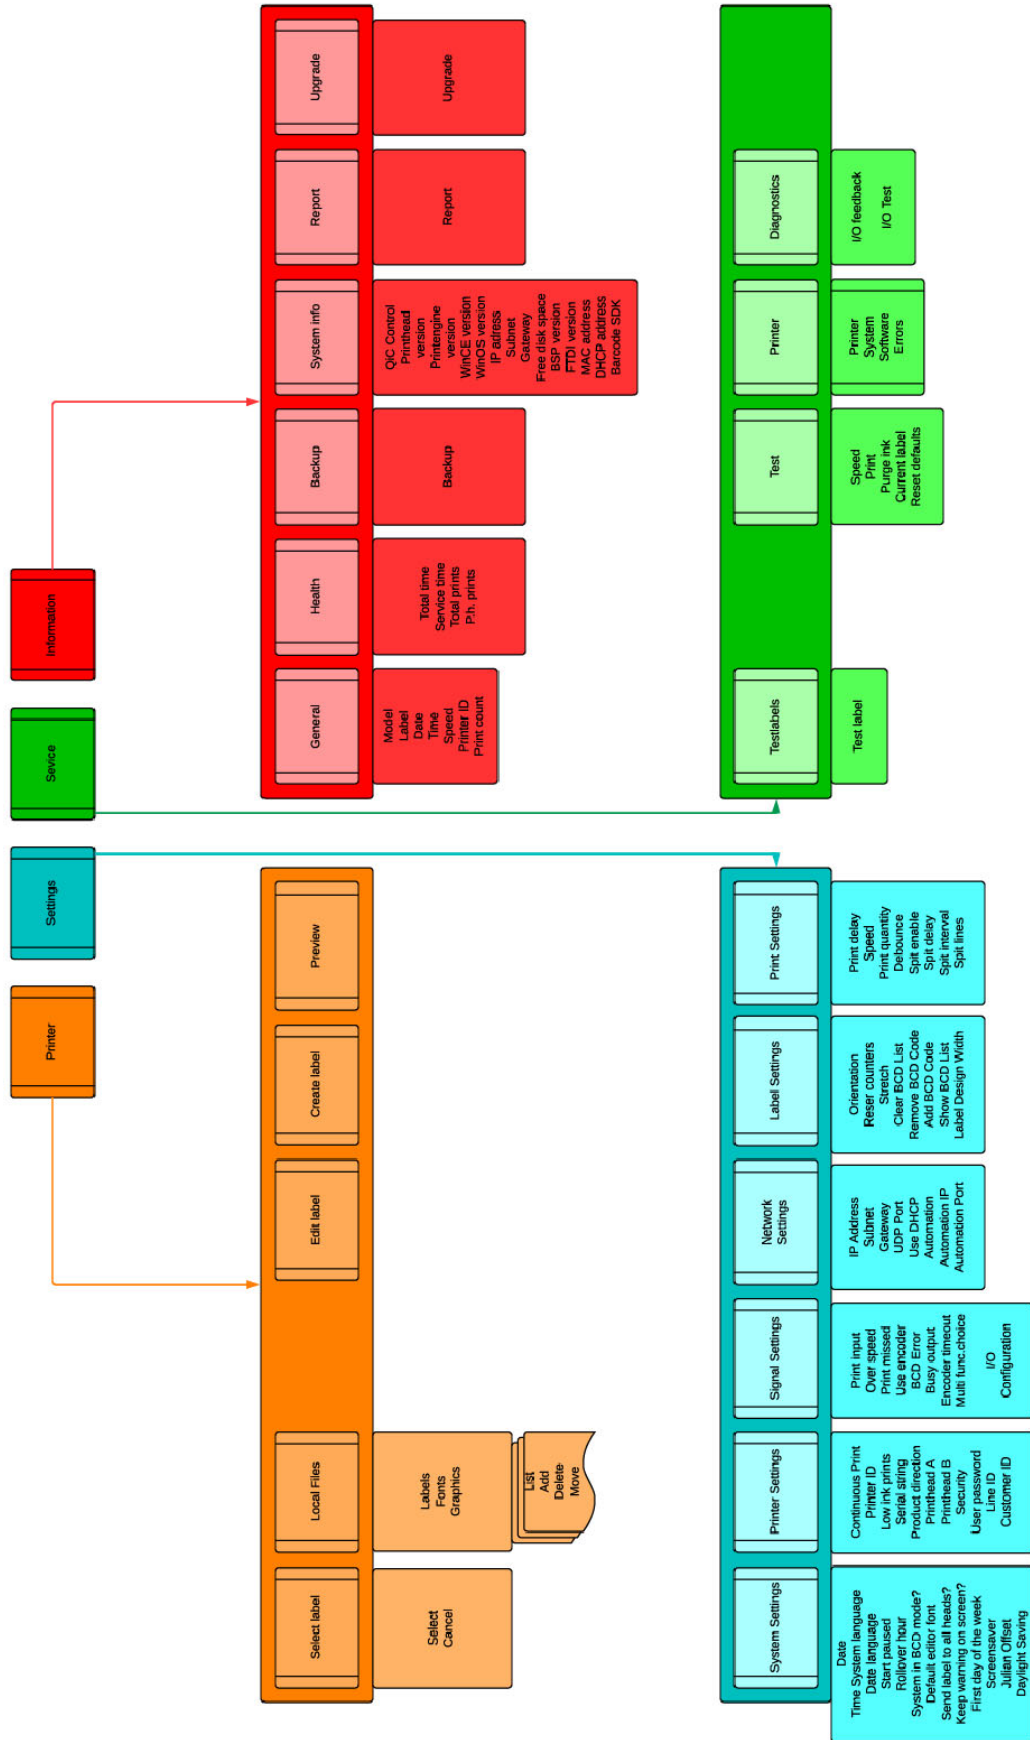 Printer
Settings
Sevice
Information
Select label
Local Files
Edit label
Create label
Preview
Select
Cancel
Labels
Fonts
Graphics
List
Add
Delete
Move
General
Health
Backup
System info
Report
Upgrade
Model
Label
Date
Time
Speed
Printer ID
Print count
Total time
Service time
Total prints
P.h. prints
Backup
QiC Control
Printhead
version
Printengine
version
WinCE version
WinOS version
IP adress
Subnet
Gateway
Free disk space
BSP version
FTDI version
MAC address
DHCP address
Barcode SDK
Report
Upgrade
System Settings
Printer Settings
Signal Settings
Network
Settings
Label Settings
Print Settings
Date
Time System language
Date language
Start paused
Rollover hour
System in BCD mode?
Default editor font
Send label to all heads?
Keep warning on screen?
First day of the week
Screensaver
Julian Offset
Daylight Saving
Continuous Print
Printer ID
Low ink prints
Serial string
Product direction
Printhead A
Printhead B
Security
User password
Line ID
Customer ID
Print input
Over speed
Print missed
Use encoder
BCD Error
Busy output
Encoder timeout
Multi func.choice
I/O
Configuration
IP Address
Subnet
Gateway
UDP Port
Use DHCP
Automation
Automation IP
Automation Port
Orientation
Reser counters
Stretch
Clear BCD List
Remove BCD Code
Add BCD Code
Show BCD List
Label Design Width
Print delay
Speed
Print quantity
Debounce
Spit enable
Spit delay
Spit interval
Spit lines
Testlabels
Test
Printer
Diagnostics
Test label
Speed
Print
Purge ink
Current label
Reset defaults
Printer
System
Software
Errors
I/O feedback
I/O Test